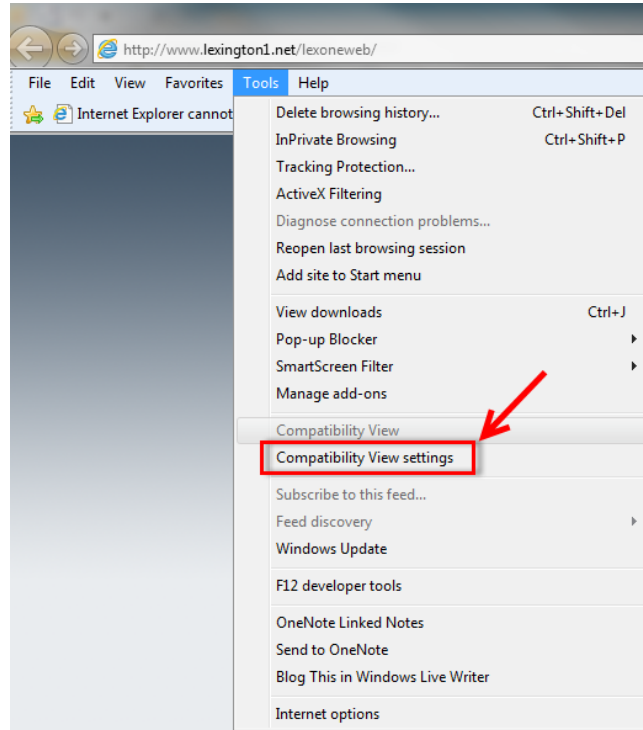 http://www.lexington1.net/lexoneweb/
File Edit View Favorites Tools Help
Internet Explorer cannot
Delete browsing history... Ctrl+Shift+Del
InPrivate Browsing Ctrl+Shift+P
Tracking Protection...
ActiveX Filtering
Diagnose connection problems...
Reopen last browsing session
Add site to Start menu
View downloads Ctrl+J
Pop-up Blocker
SmartScreen Filter
Manage add-ons
Compatibility View
Compatibility View settings
Subscribe to this feed...
Feed discovery
Windows Update
F12 developer tools
OneNote Linked Notes
Send to OneNote
Blog This in Windows Live Writer
Internet options